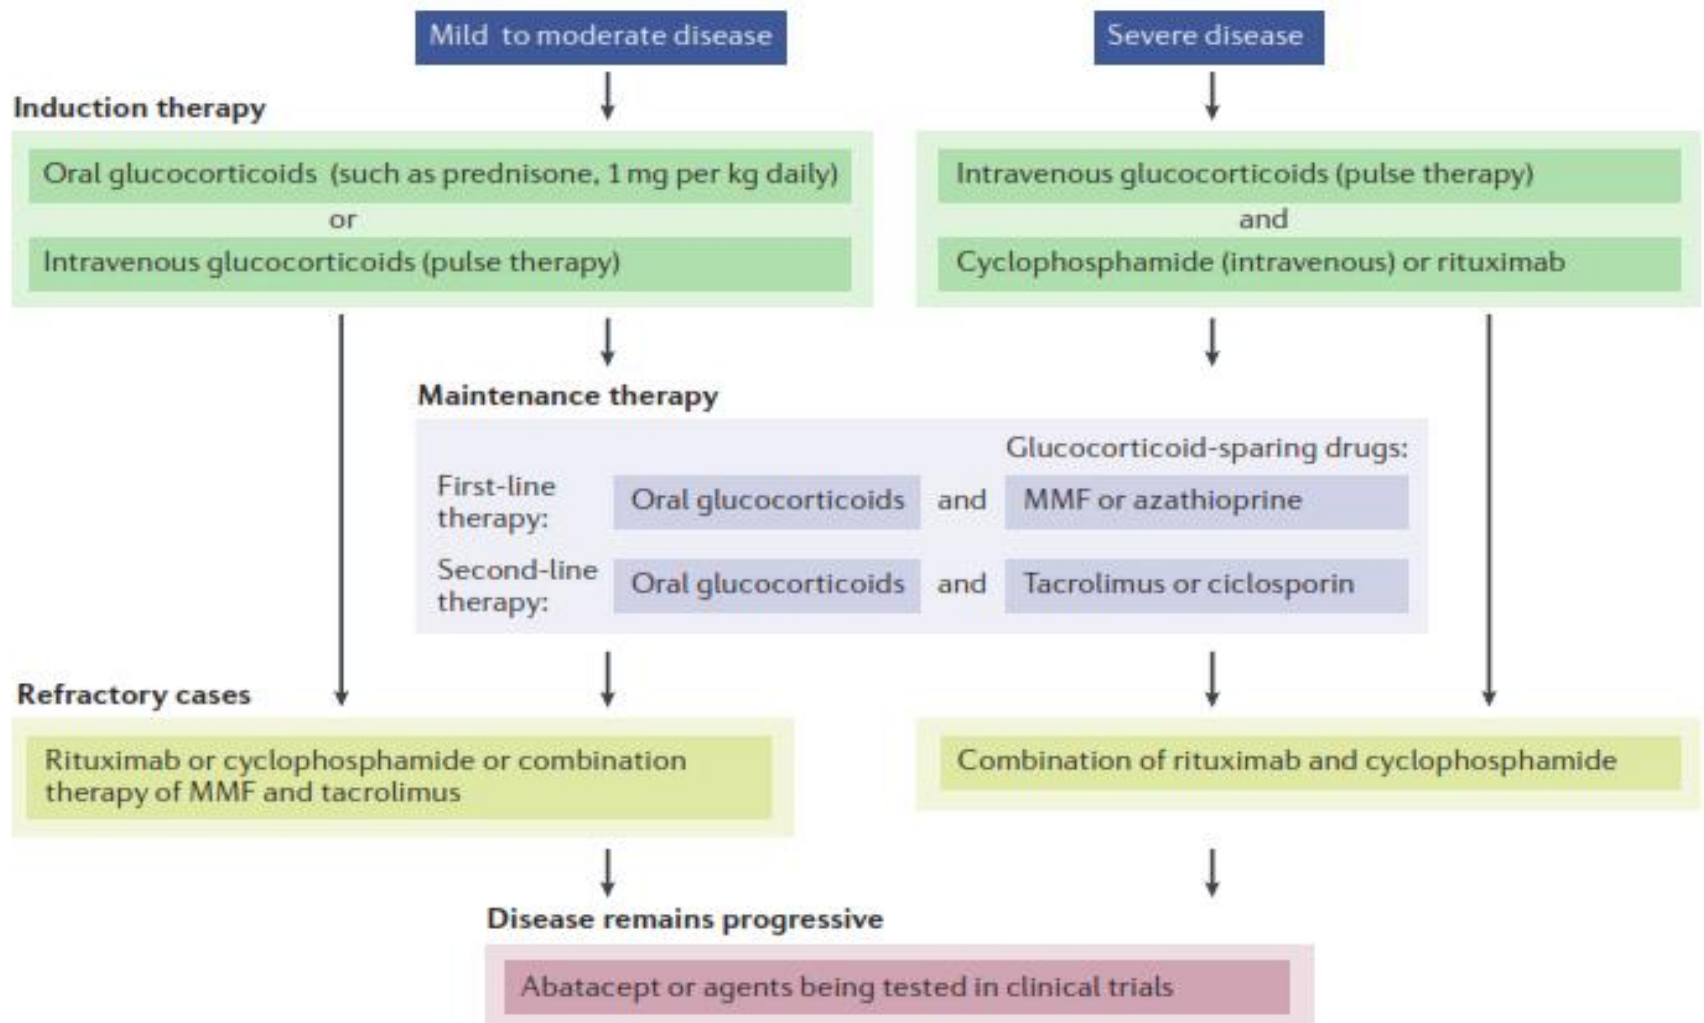 Mild to moderate disease
Severe disease
Induction therapy
Oral glucocorticoids (such as prednisone, 1 mg per kg daily)
or
Intravenous glucocorticoids (pulse therapy)
Intravenous glucocorticoids (pulse therapy)
and
Cyclophosphamide (intravenous) or rituximab
Maintenance therapy
Glucocorticoid-sparing drugs:
First-line
therapy:
Oral glucocorticoids and MMF or azathioprine
Second-line
therapy:
Oral glucocorticoids and Tacrolimus or ciclosporin
Refractory cases
Rituximab or cyclophosphamide or combination
therapy of MMF and tacrolimus
Combination of rituximab and cyclophosphamide
Disease remains progressive
Abatacept or agents being tested in clinical trials